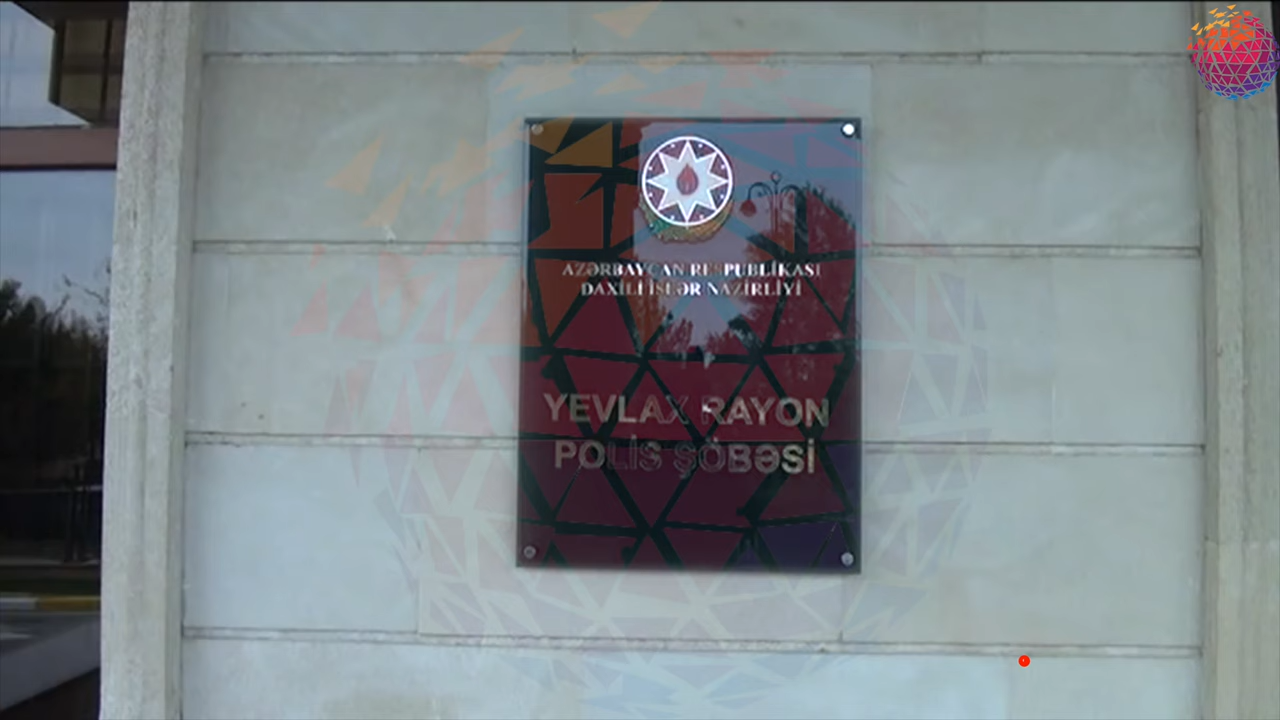 AZƏRBAYCAN RESPUBLİKASI
DAXİLİ İŞLƏR NAZİRLİYİ
YEVLAX RAYON
POLİS ŞÖBƏSİ